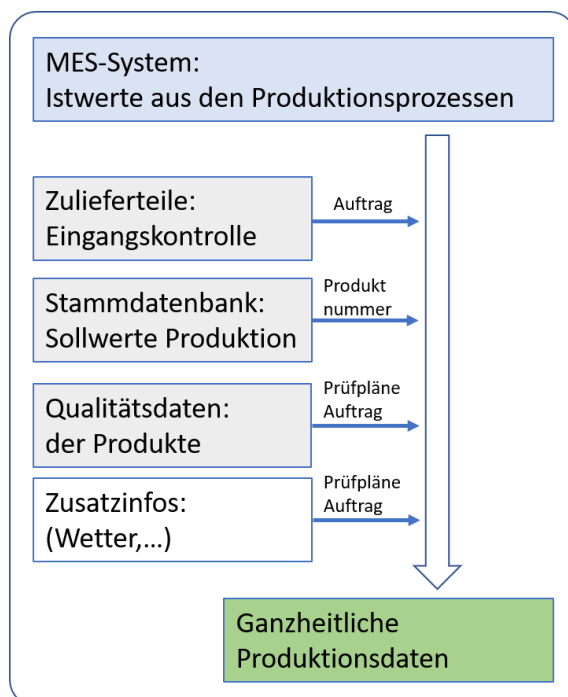 MES-System:
Istwerte aus den Produktionsprozessen
Zulieferteile:
Eingangskontrolle
Auftrag
Stammdatenbank:
Sollwerte Produktion
Produkt
nummer
Qualitätsdaten:
der Produkte
Prüfpläne
Auftrag
Zusatzinfos:
(Wetter,...)
Prüfpläne
Auftrag
Ganzheitliche
Produktionsdaten